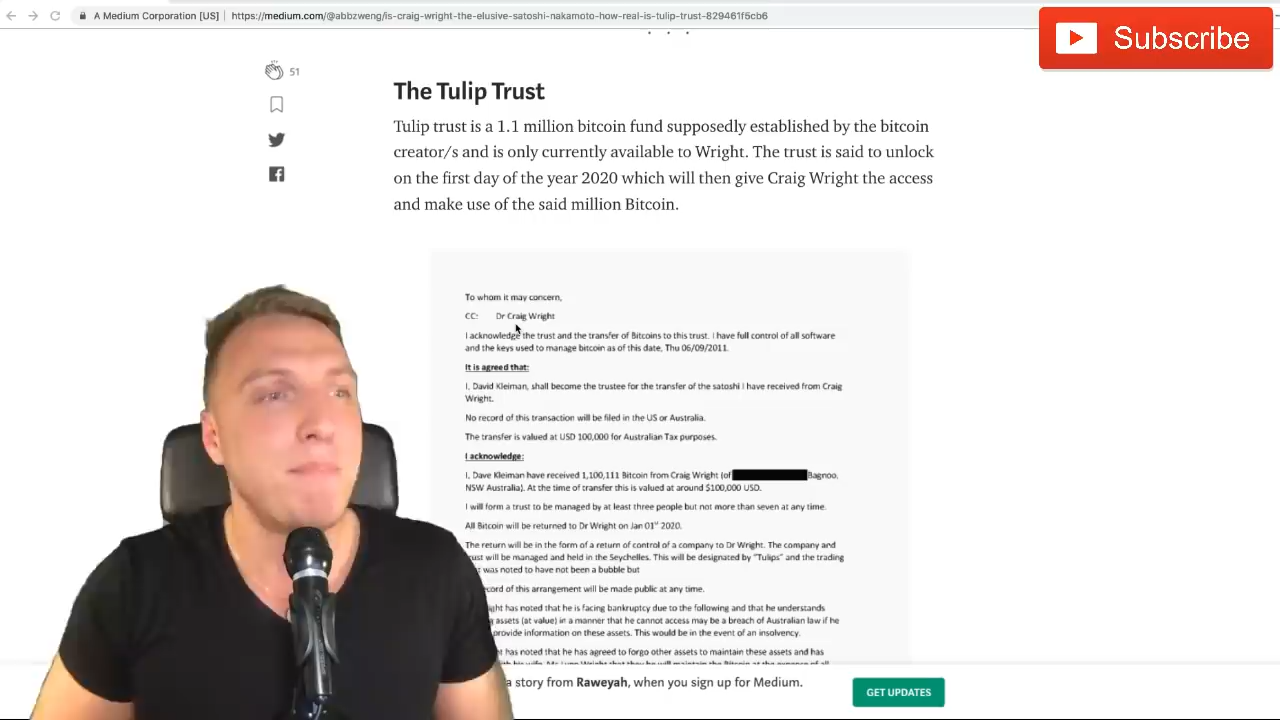 A Medium Corporation [US]
https://medium.com/@abbzweng/is-craig-wright-the-elusive-satoshi-nakamoto-how-real-is-tulip-trust-829461f5cb6
Subscribe
51
The Tulip Trust
Tulip trust is a 1.1 million bitcoin fund supposedly established by the bitcoin
creator/s and is only currently available to Wright. The trust is said to unlock
on the first day of the year 2020 which will then give Craig Wright the access
and make use of the said million Bitcoin.
To whom it may concern,
CC: Dr Craig Wright
I acknowledge the trust and the transfer of Bitcoins to this trust. I have full control of all software
and the keys used to manage bitcoin as of this date, Thu 06/09/2011.
It is agreed that:
I, David Kleiman, shall become the trustee for the transfer of the satoshi I have received from Craig
Wright.
No record of this transaction will be filed in the US or Australia.
The transfer is valued at USD 100,000 for Australian Tax purposes.
I acknowledge:
I, Dave Kleiman have received 1,100,111 Bitcoin from Craig Wright (of Bagnoo,
NSW Australia). At the time of transfer this is valued at around $100,000 USD.
I will form a trust to be managed by at least three people but not more than seven at any time.
All Bitcoin will be returned to Dr Wright on Jan 01st 2020.
The return will be in the form of a return of control of a company to Dr Wright. The company and
will be managed and held in the Seychelles. This will be designated by "Tulips" and the trading
was noted to have not been a bubble but
of this arrangement will be made public at any time.
has noted that he is facing bankruptcy due to the following and that he understands
assets (at value) in a manner that he cannot access may be a breach of Australian law if he
provide information on these assets. This would be in the event of an insolvency.
has noted that he has agreed to forgo other assets to maintain these assets and has
his wife, Ms Lynn Wright that they will maintain the Bitcoin at the expense of all
a story from Raweyah, when you sign up for Medium.
GET UPDATES